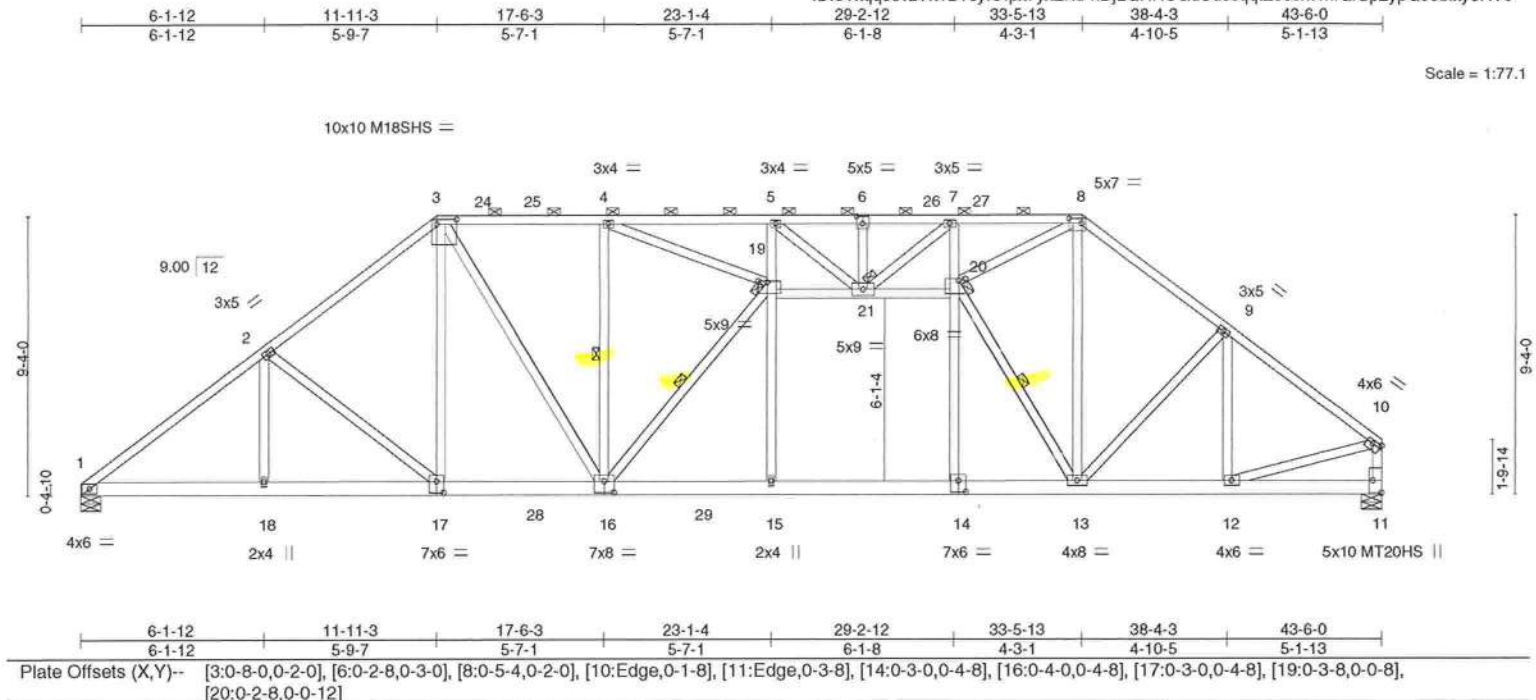 6-1-12 11-11-3 17-6-3 23-1-4 29-2-12 33-5-13 38-4-3 43-6-0
6-1-12 5-9-7 5-7-1 5-7-1 6-1-8 4-3-1 4-10-5 5-1-13
Scale = 1:77.1
10x10 M18SHS =
3x4 = 3x4 = 5x5 = 3x5 =
5x7 =
3 24 25 4 5 6 26 7 27 8
19 20
9.00 12
3x5 //
3x5 \\
2 9
5x9 =
21
5x9 =
6x8 =
9-4-0
6-1-4
9-4-0
4x6 \\
10
1
0-4-10
1-9-14
18 17 28 16 29 15 14 13 12 11
4x6 =
2x4 || 7x6 = 7x8 = 2x4 || 7x6 = 4x8 = 4x6 = 5x10 MT20HS ||
6-1-12 11-11-3 17-6-3 23-1-4 29-2-12 33-5-13 38-4-3 43-6-0
6-1-12 5-9-7 5-7-1 5-7-1 6-1-8 4-3-1 4-10-5 5-1-13
Plate Offsets (X,Y)-- [3:0-8-0,0-2-0], [6:0-2-8,0-3-0], [8:0-5-4,0-2-0], [10:Edge,0-1-8], [11:Edge,0-3-8], [14:0-3-0,0-4-8], [16:0-4-0,0-4-8], [17:0-3-0,0-4-8], [19:0-3-8,0-0-8],
[20:0-2-8,0-0-12]